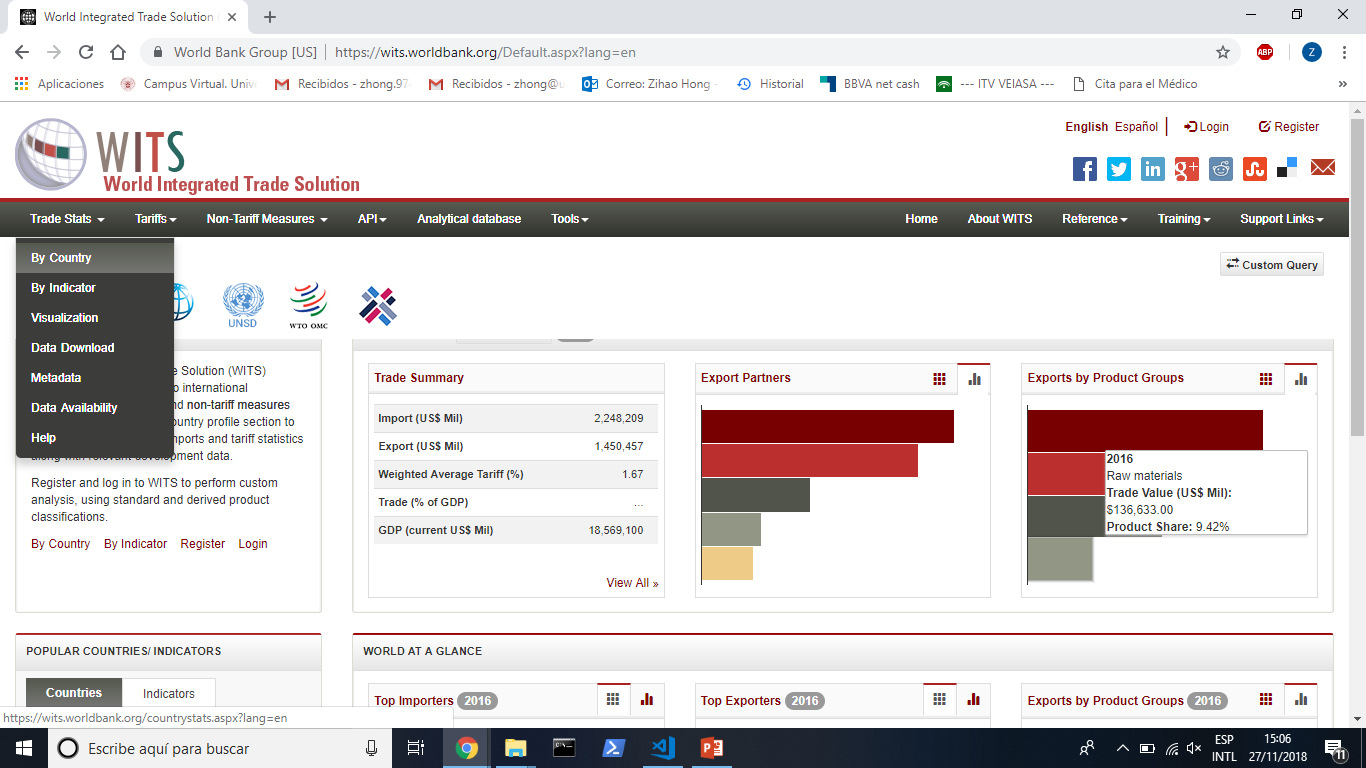 World Integrated Trade Solution
World Bank Group [US]
https://wits.worldbank.org/Default.aspx?lang=en
ABP
Z
Aplicaciones
Campus Virtual. Univ
Recibidos - zhong.97
Recibidos - zhong@u
Correo: Zihao Hong -
Historial
BBVA net cash
--- ITV VEIASA ---
Cita para el Médico
»
WITS
World Integrated Trade Solution
English Español
Login
Register
Trade Stats
Tariffs
Non-Tariff Measures
API
Analytical database
Tools
Home
About WITS
Reference
Training
Support Links
By Country
By Indicator
Visualization
Data Download
Metadata
Data Availability
Help
Custom Query
UNSD
WTO OMC
e Solution (WITS)
o international
nd non-tariff measures
ountry profile section to
mports and tariff statistics
along with relevant development data.
Register and log in to WITS to perform custom
analysis, using standard and derived product
classifications.
By Country By Indicator Register Login
Trade Summary
Import (US$ Mil) 2,248,209
Export (US$ Mil) 1,450,457
Weighted Average Tariff (%) 1.67
Trade (% of GDP) ...
GDP (current US$ Mil) 18,569,100
View All »
Export Partners
Exports by Product Groups
2016
Raw materials
Trade Value (US$ Mil):
$136,633.00
Product Share: 9.42%
POPULAR COUNTRIES/ INDICATORS
Countries
Indicators
WORLD AT A GLANCE
Top Importers 2016
Top Exporters 2016
Exports by Product Groups 2016
https://wits.worldbank.org/countrystats.aspx?lang=en
Escribe aquí para buscar
ESP
INTL
15:06
27/11/2018
11